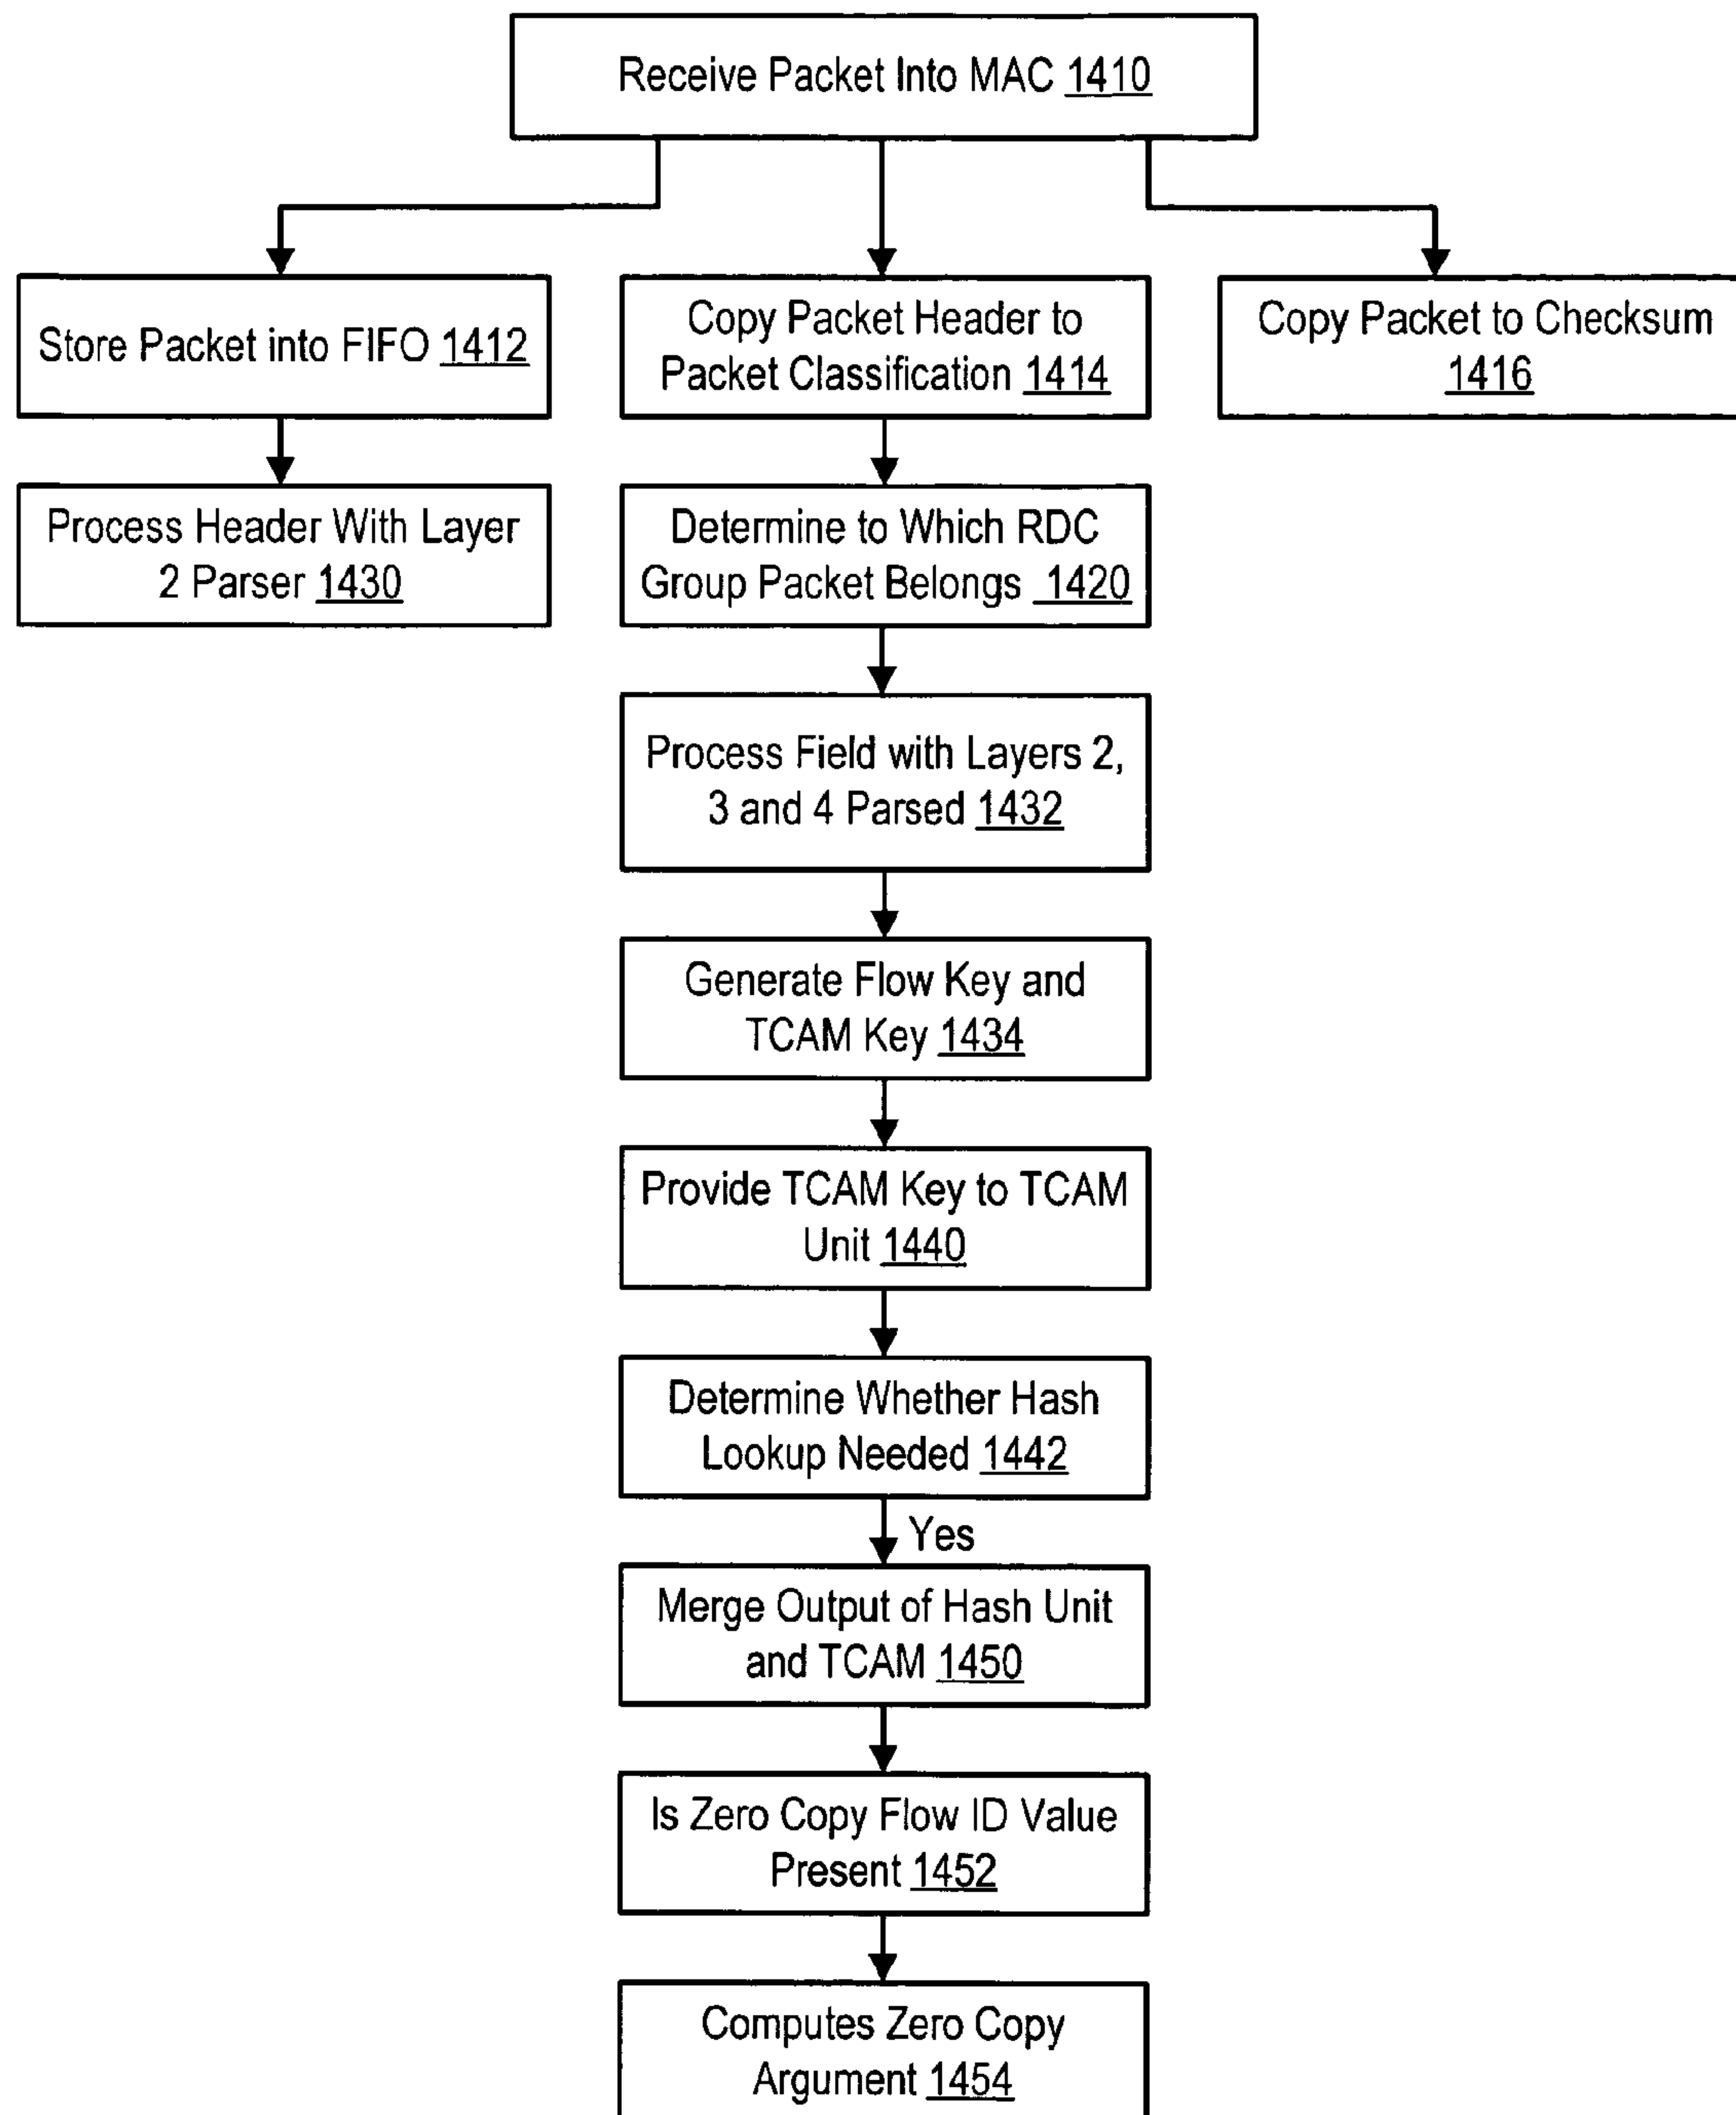 Receive Packet Into MAC 1410
Store Packet into FIFO 1412
Copy Packet Header to
Packet Classification 1414
Copy Packet to Checksum
1416
Process Header With Layer
2 Parser 1430
Determine to Which RDC
Group Packet Belongs 1420
Process Field with Layers 2,
3 and 4 Parsed 1432
Generate Flow Key and
TCAM Key 1434
Provide TCAM Key to TCAM
Unit 1440
Determine Whether Hash
Lookup Needed 1442
Yes
Merge Output of Hash Unit
and TCAM 1450
Is Zero Copy Flow ID Value
Present 1452
Computes Zero Copy
Argument 1454